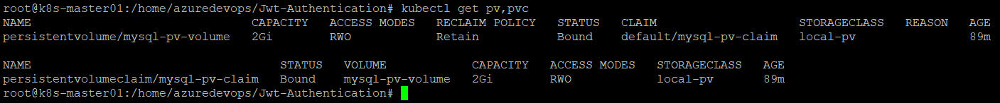 root@k8s-master01:/home/azuredevops/Jwt-Authentication# kubectl get pv,pvc
NAME CAPACITY ACCESS MODES RECLAIM POLICY STATUS CLAIM STORAGECLASS REASON AGE
persistentvolume/mysql-pv-volume 2Gi RWO Retain Bound default/mysql-pv-claim local-pv 89m
NAME STATUS VOLUME CAPACITY ACCESS MODES STORAGECLASS AGE
persistentvolumeclaim/mysql-pv-claim Bound mysql-pv-volume 2Gi RWO local-pv 89m
root@k8s-master01:/home/azuredevops/Jwt-Authentication#